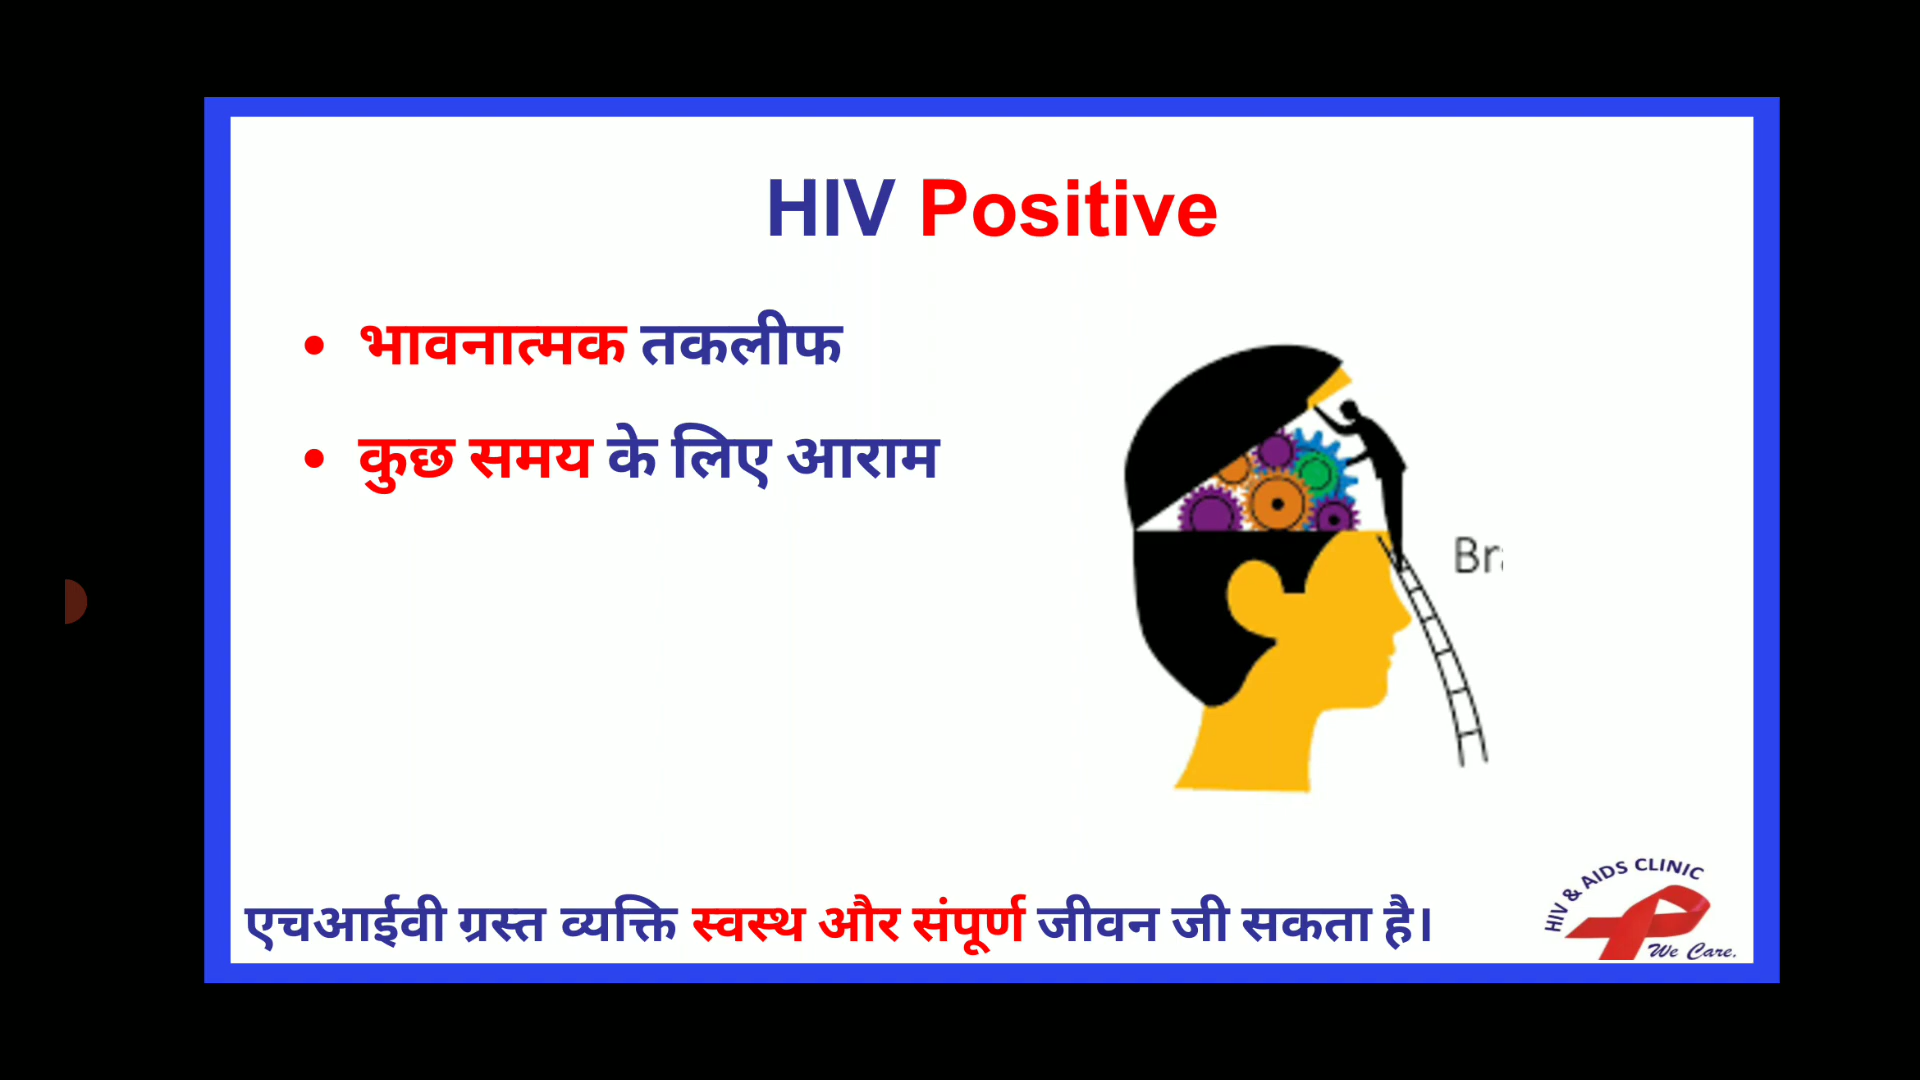 HIV Positive
• भावनात्मक तकलीफ
• कुछ समय के लिए आराम
एचआईवी ग्रस्त व्यक्ति स्वस्थ और संपूर्ण जीवन जी सकता है।
HIV & AIDS CLINIC
We Care.